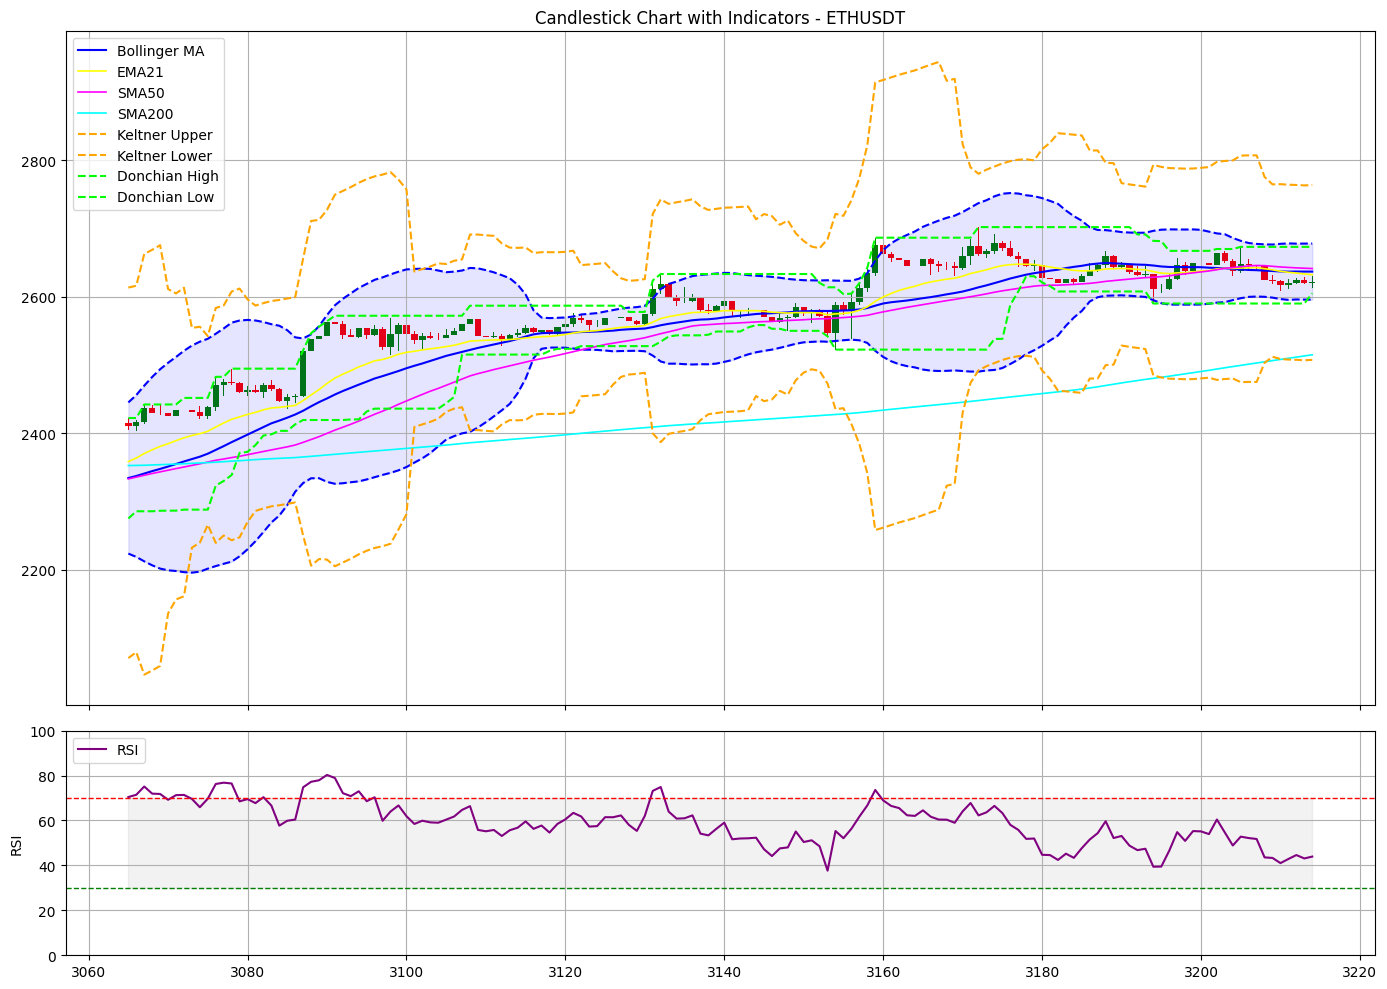 Candlestick Chart with Indicators - ETHUSDT
Bollinger MA
EMA21
SMA50
SMA200
Keltner Upper
Keltner Lower
Donchian High
Donchian Low
2800
2600
2400
2200
RSI
100
80
60
40
20
0
RSI
3060 3080 3100 3120 3140 3160 3180 3200 3220